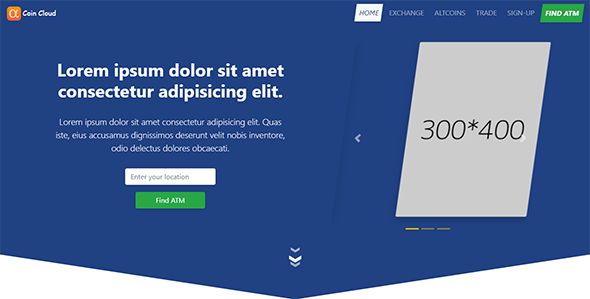 α Coin Cloud
HOME EXCHANGE ALTCOINS TRADE SIGN-UP FIND ATM
Lorem ipsum dolor sit amet
consectetur adipisicing elit.
Lorem ipsum dolor sit amet consectetur adipisicing elit. Quas
iste, eius accusamus dignissimos deserunt velit nobis inventore,
odio delectus dolores obcaecati.
Enter your location
Find ATM
300*400